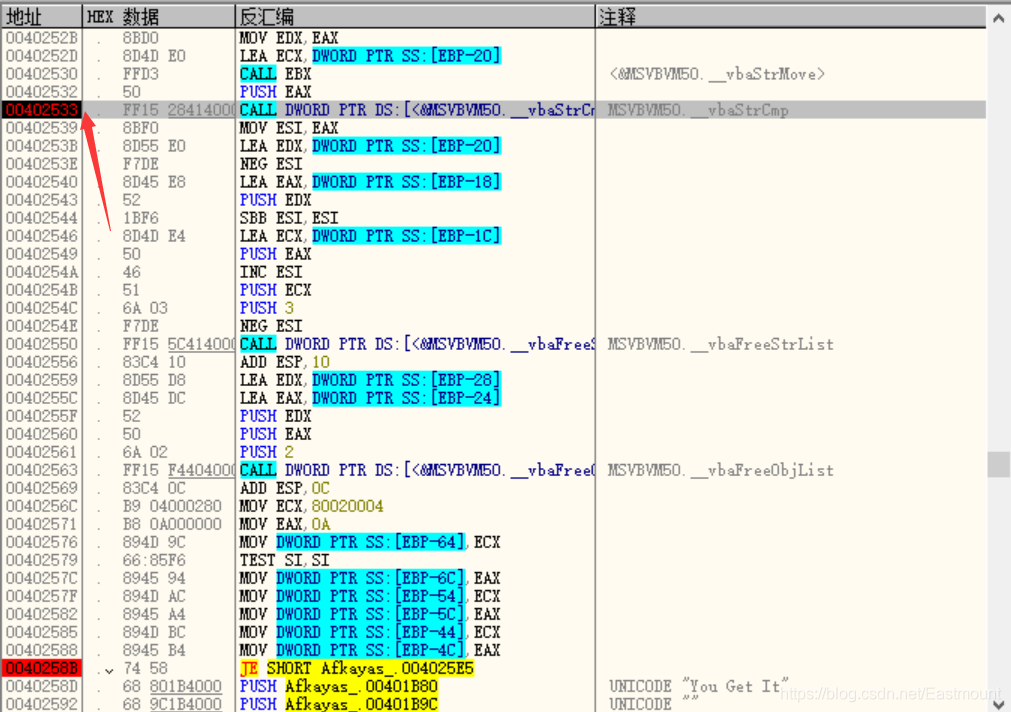 地址 HEX 数据 反汇编 注释
0040252B . 8BD0 MOV EDX,EAX
0040252D . 8D4D E0 LEA ECX,DWORD PTR SS:[EBP-20]
00402530 . FFD3 CALL EBX <&MSVBVM50.__vbaStrMove>
00402532 . 50 PUSH EAX
00402533 . FF15 28414000 CALL DWORD PTR DS:[<&MSVBVM50.__vbaStrCm MSVBVM50.__vbaStrCmp
00402539 . 8BF0 MOV ESI,EAX
0040253B . 8D55 E0 LEA EDX,DWORD PTR SS:[EBP-20]
0040253E . F7DE NEG ESI
00402540 . 8D45 E8 LEA EAX,DWORD PTR SS:[EBP-18]
00402543 . 52 PUSH EDX
00402544 . 1BF6 SBB ESI,ESI
00402546 . 8D4D E4 LEA ECX,DWORD PTR SS:[EBP-1C]
00402549 . 50 PUSH EAX
0040254A . 46 INC ESI
0040254B . 51 PUSH ECX
0040254C . 6A 03 PUSH 3
0040254E . F7DE NEG ESI
00402550 . FF15 5C414000 CALL DWORD PTR DS:[<&MSVBVM50.__vbaFreeS MSVBVM50.__vbaFreeStrList
00402556 . 83C4 10 ADD ESP,10
00402559 . 8D55 D8 LEA EDX,DWORD PTR SS:[EBP-28]
0040255C . 8D45 DC LEA EAX,DWORD PTR SS:[EBP-24]
0040255F . 52 PUSH EDX
00402560 . 50 PUSH EAX
00402561 . 6A 02 PUSH 2
00402563 . FF15 F4404000 CALL DWORD PTR DS:[<&MSVBVM50.__vbaFreeO MSVBVM50.__vbaFreeObjList
00402569 . 83C4 0C ADD ESP,0C
0040256C . B9 04000280 MOV ECX,80020004
00402571 . B8 0A000000 MOV EAX,0A
00402576 . 894D 9C MOV DWORD PTR SS:[EBP-64],ECX
00402579 . 66:85F6 TEST SI,SI
0040257C . 8945 94 MOV DWORD PTR SS:[EBP-6C],EAX
0040257F . 894D AC MOV DWORD PTR SS:[EBP-54],ECX
00402582 . 8945 A4 MOV DWORD PTR SS:[EBP-5C],EAX
00402585 . 894D BC MOV DWORD PTR SS:[EBP-44],ECX
00402588 . 8945 B4 MOV DWORD PTR SS:[EBP-4C],EAX
0040258B . 74 58 JE SHORT Afkayas_.004025E5
0040258D . 68 801B4000 PUSH Afkayas_.00401B80 UNICODE "You Get It"
00402592 . 68 9C1B4000 PUSH Afkayas_.00401B9C UNICODE ""
https://blog.csdn.net/Eastmount